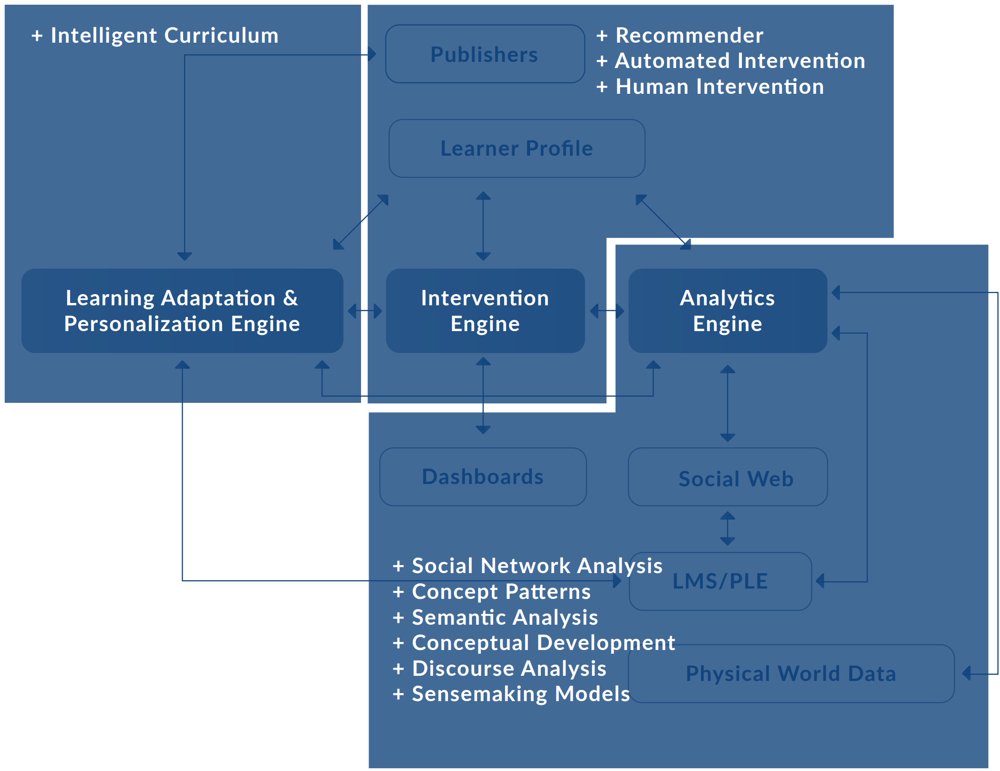 + Intelligent Curriculum
Publishers
+ Recommender
+ Automated Intervention
+ Human Intervention
Learner Profile
Learning Adaptation &
Personalization Engine
Intervention
Engine
Analytics
Engine
Dashboards
Social Web
+ Social Network Analysis
+ Concept Patterns
+ Semantic Analysis
+ Conceptual Development
+ Discourse Analysis
+ Sensemaking Models
LMS/PLE
Physical World Data